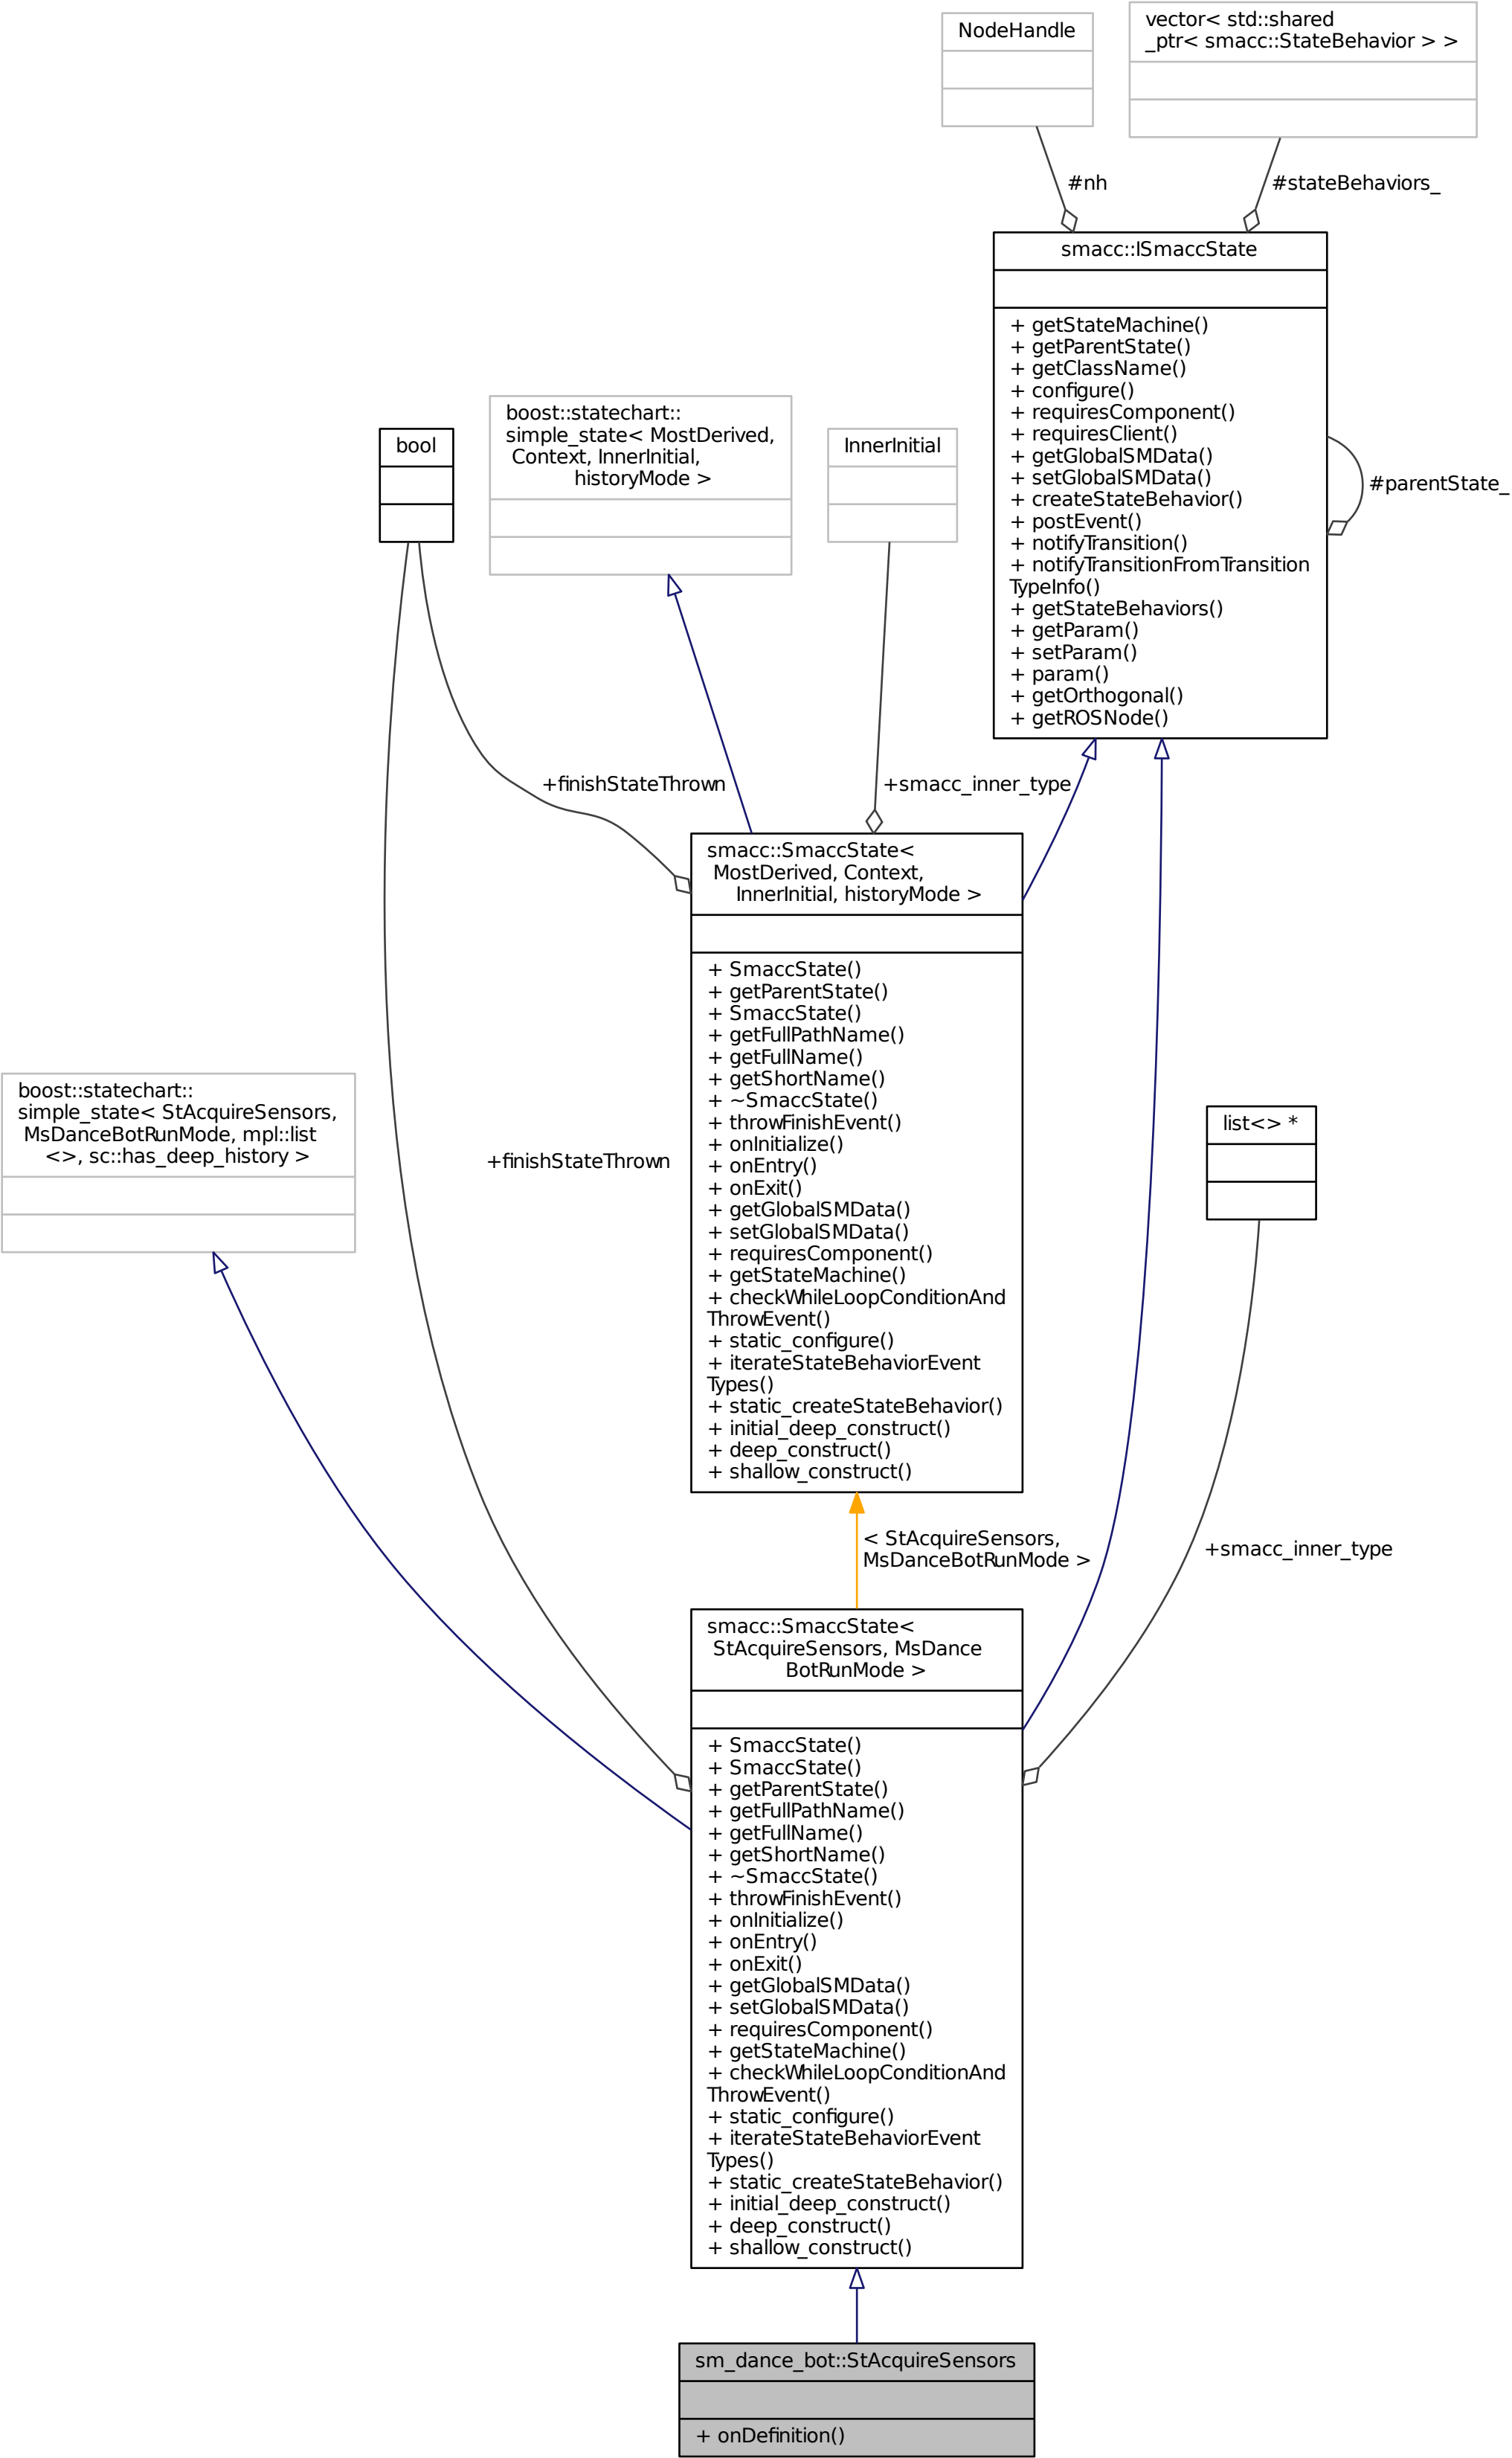 NodeHandle
vector< std::shared
_ptr< smacc::StateBehavior > >
#nh
#stateBehaviors_
smacc::ISmaccState
+ getStateMachine()
+ getParentState()
+ getClassName()
+ configure()
+ requiresComponent()
+ requiresClient()
+ getGlobalSMData()
+ setGlobalSMData()
+ createStateBehavior()
+ postEvent()
+ notifyTransition()
+ notifyTransitionFromTransition
TypeInfo()
+ getStateBehaviors()
+ getParam()
+ setParam()
+ param()
+ getOrthogonal()
+ getROSNode()
#parentState_
bool
boost::statechart::
simple_state< MostDerived,
Context, InnerInitial,
historyMode >
InnerInitial
+finishStateThrown
+smacc_inner_type
smacc::SmaccState<
MostDerived, Context,
InnerInitial, historyMode >
+ SmaccState()
+ getParentState()
+ SmaccState()
+ getFullPathName()
+ getFullName()
+ getShortName()
+ ~SmaccState()
+ throwFinishEvent()
+ onInitialize()
+ onEntry()
+ onExit()
+ getGlobalSMData()
+ setGlobalSMData()
+ requiresComponent()
+ getStateMachine()
+ checkWhileLoopConditionAnd
ThrowEvent()
+ static_configure()
+ iterateStateBehaviorEvent
Types()
+ static_createStateBehavior()
+ initial_deep_construct()
+ deep_construct()
+ shallow_construct()
boost::statechart::
simple_state< StAcquireSensors,
MsDanceBotRunMode, mpl::list
<>, sc::has_deep_history >
+finishStateThrown
list<> *
< StAcquireSensors,
MsDanceBotRunMode >
+smacc_inner_type
smacc::SmaccState<
StAcquireSensors, MsDance
BotRunMode >
+ SmaccState()
+ SmaccState()
+ getParentState()
+ getFullPathName()
+ getFullName()
+ getShortName()
+ ~SmaccState()
+ throwFinishEvent()
+ onInitialize()
+ onEntry()
+ onExit()
+ getGlobalSMData()
+ setGlobalSMData()
+ requiresComponent()
+ getStateMachine()
+ checkWhileLoopConditionAnd
ThrowEvent()
+ static_configure()
+ iterateStateBehaviorEvent
Types()
+ static_createStateBehavior()
+ initial_deep_construct()
+ deep_construct()
+ shallow_construct()
sm_dance_bot::StAcquireSensors
+ onDefinition()